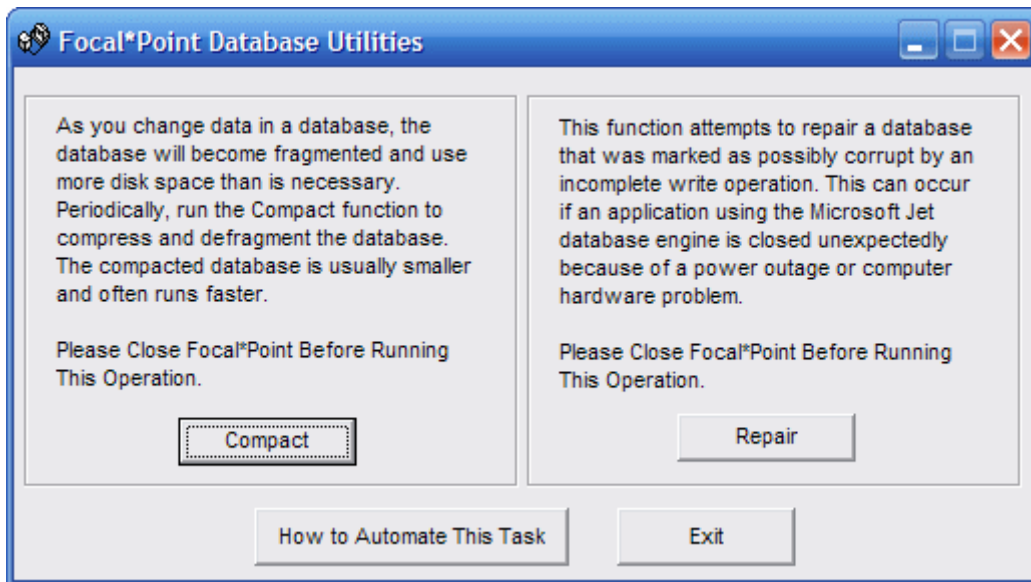 Focal*Point Database Utilities
As you change data in a database, the
database will become fragmented and use
more disk space than is necessary.
Periodically, run the Compact function to
compress and defragment the database.
The compacted database is usually smaller
and often runs faster.
Please Close Focal*Point Before Running
This Operation.
Compact
This function attempts to repair a database
that was marked as possibly corrupt by an
incomplete write operation. This can occur
if an application using the Microsoft Jet
database engine is closed unexpectedly
because of a power outage or computer
hardware problem.
Please Close Focal*Point Before Running
This Operation.
Repair
How to Automate This Task
Exit